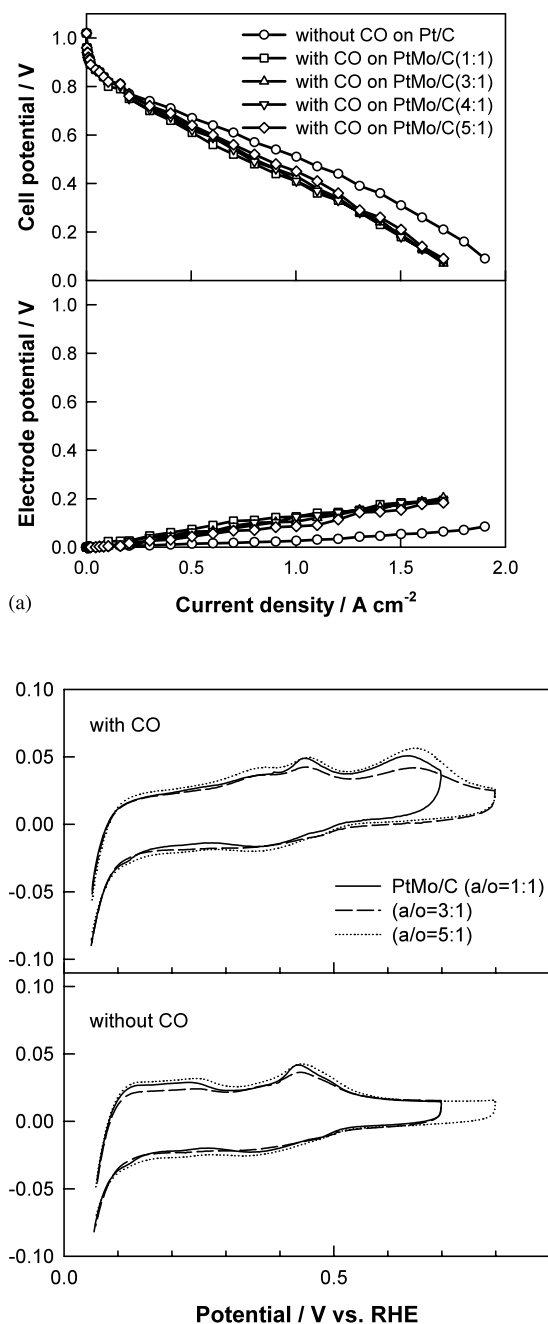 1.0
0.8
0.6
0.4
0.2
0.0
Cell potential / V
without CO on Pt/C
with CO on PtMo/C(1:1)
with CO on PtMo/C(3:1)
with CO on PtMo/C(4:1)
with CO on PtMo/C(5:1)
1.0
0.8
0.6
0.4
0.2
0.0
Electrode potential / V
0.0 0.5 1.0 1.5 2.0
Current density / A cm-2
(a)
0.10
0.05
0.00
-0.05
-0.10
with CO
PtMo/C (a/o=1:1)
(a/o=3:1)
(a/o=5:1)
0.10
0.05
0.00
-0.05
-0.10
without CO
0.0 0.5
Potential / V vs. RHE